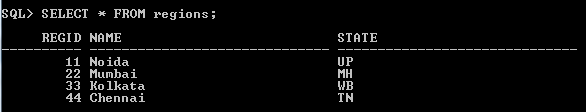 SQL> SELECT * FROM regions;
REGID NAME STATE
11 Noida UP
22 Mumbai MH
33 Kolkata WB
44 Chennai TN